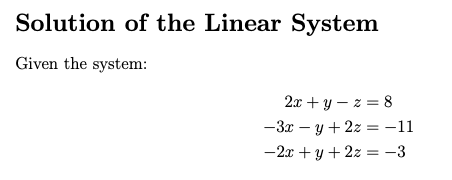 Solution of the Linear System
Given the system:
2x + y − z = 8
−3x − y + 2z = −11
−2x + y + 2z = −3